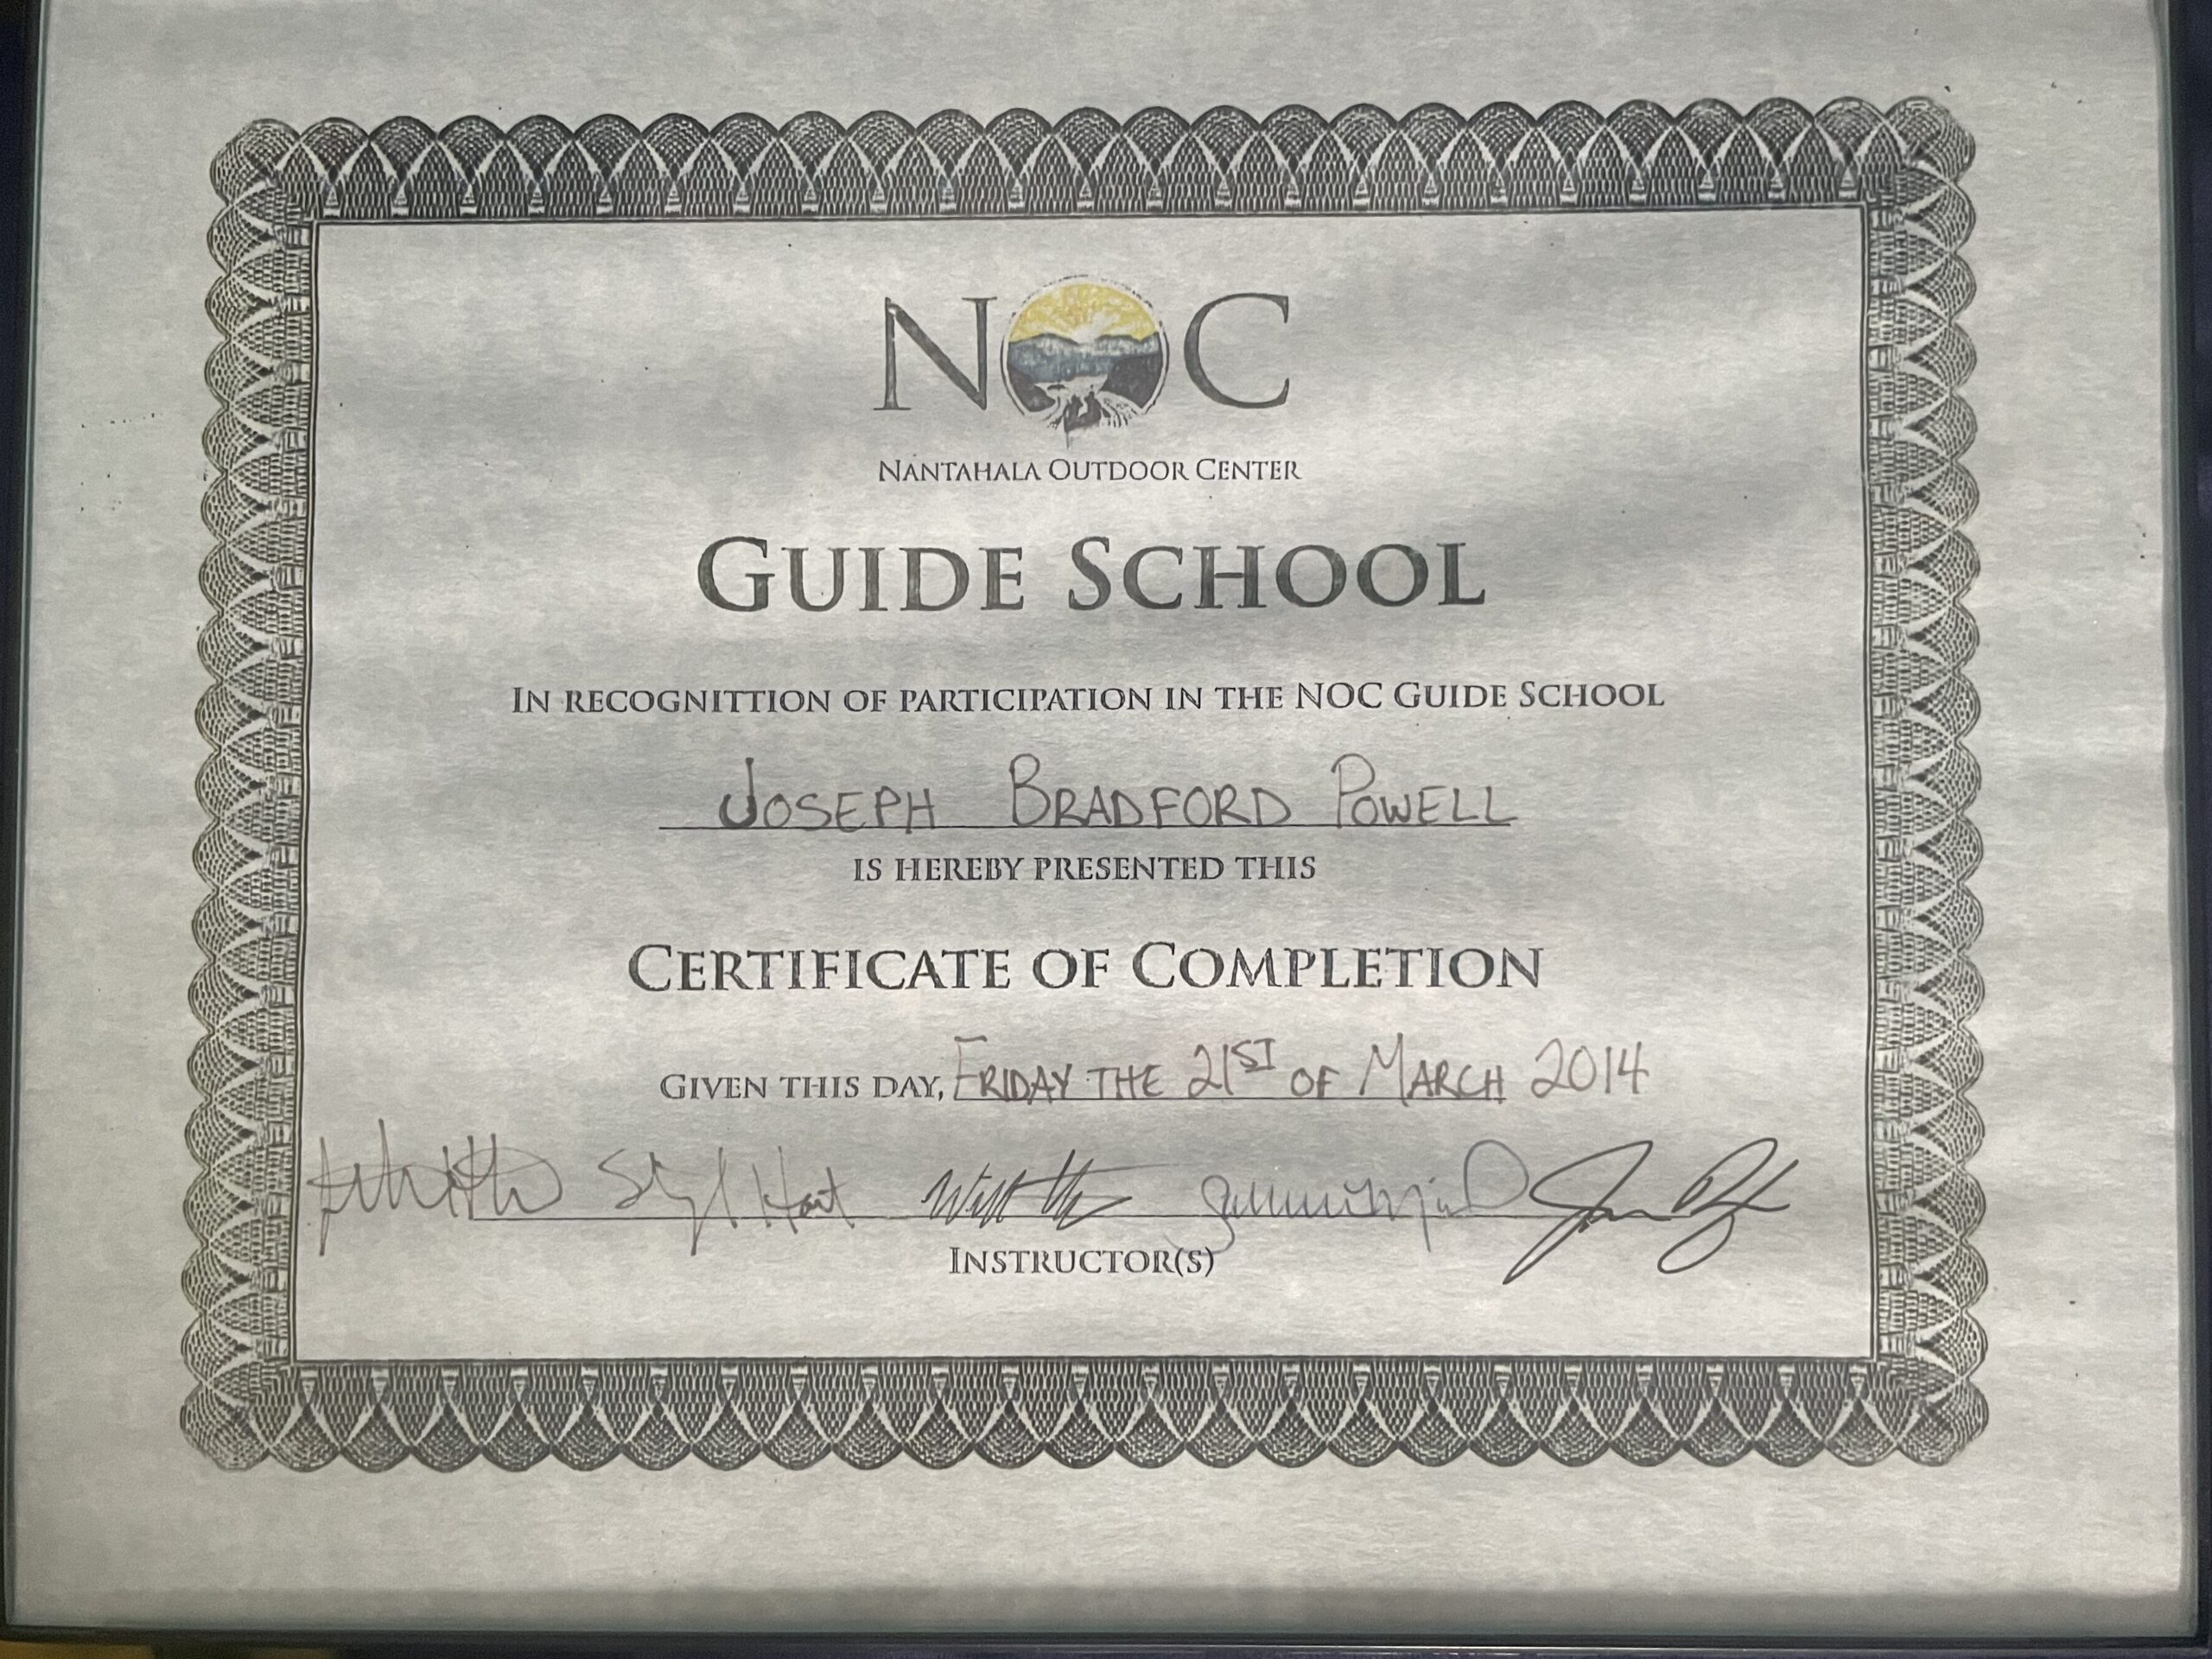 NOC
NANTAHALA OUTDOOR CENTER
GUIDE SCHOOL
IN RECOGNITTION OF PARTICIPATION IN THE NOC GUIDE SCHOOL
JOSEPH BRADFORD POWELL
IS HEREBY PRESENTED THIS
CERTIFICATE OF COMPLETION
GIVEN THIS DAY, FRIDAY THE 21ST OF MARCH 2014
Hart
INSTRUCTOR(S)